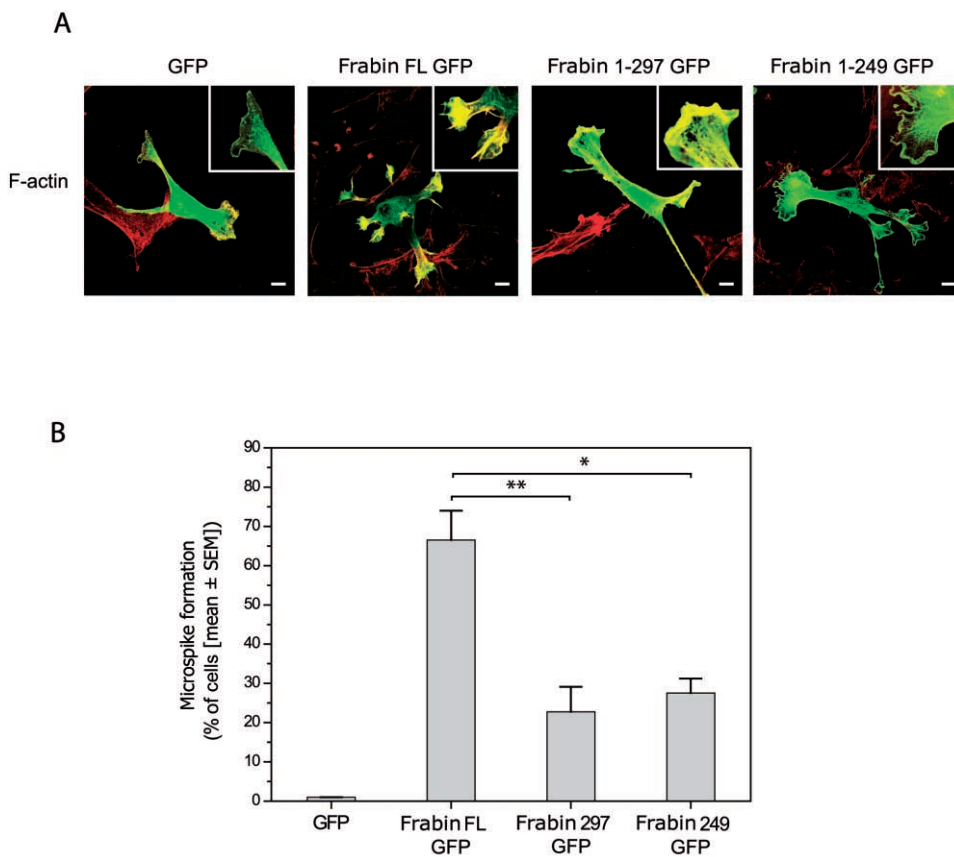 A
GFP Frabin FL GFP Frabin 1-297 GFP Frabin 1-249 GFP
F-actin
B
Microspike formation
(% of cells [mean ± SEM])
90
80
70
60
50
40
30
20
10
0
*
**
GFP Frabin FL Frabin 297 Frabin 249
GFP GFP GFP